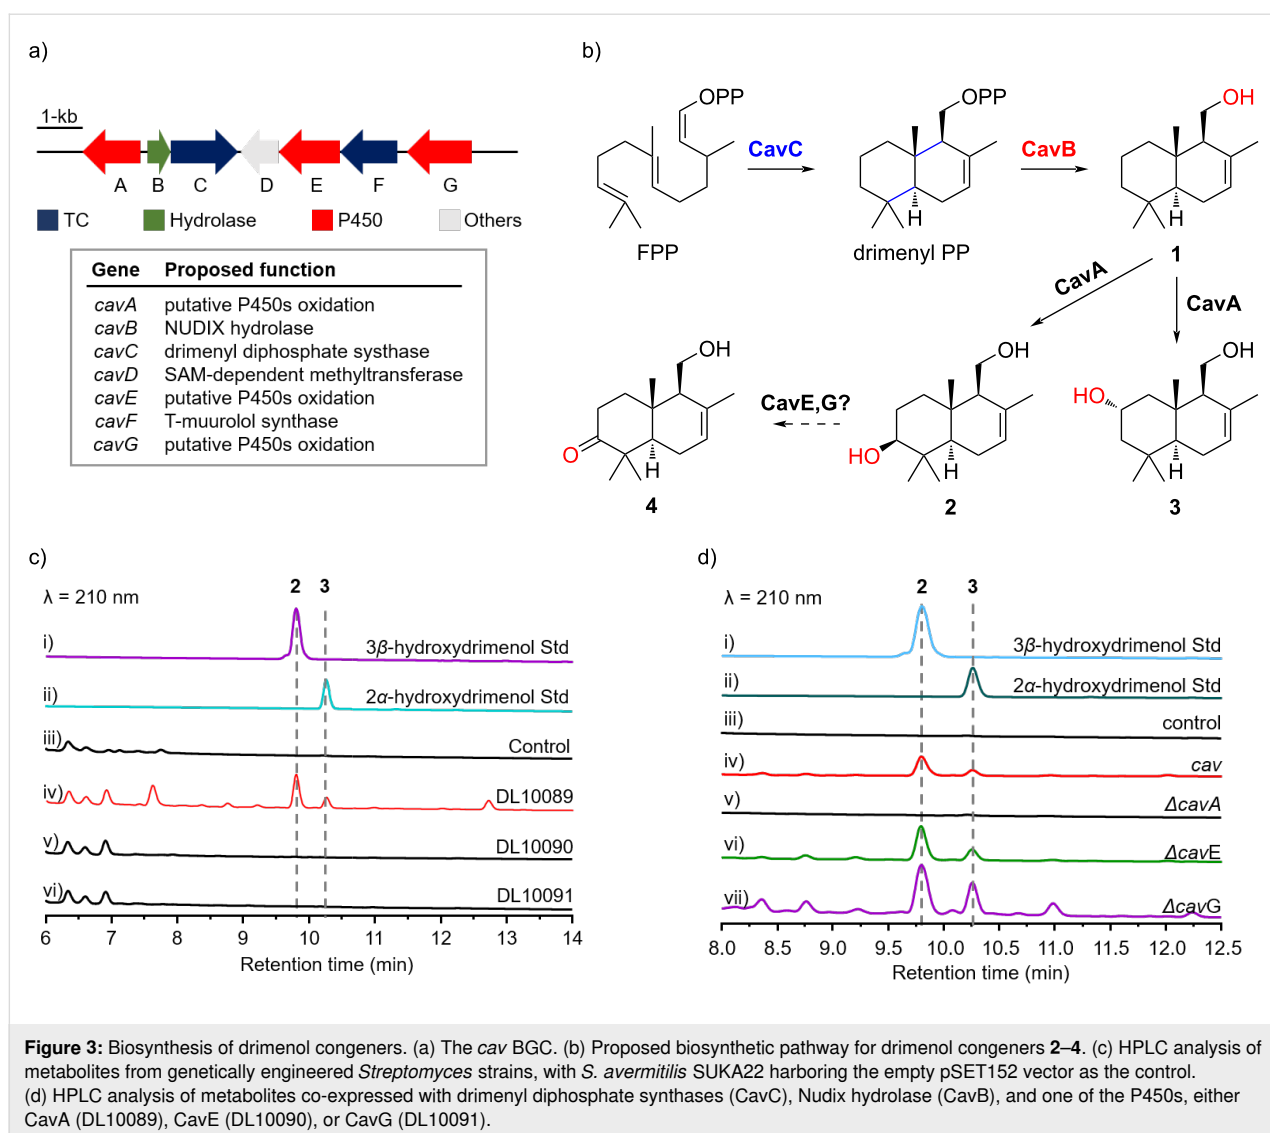 a)
1-kb
A B C D E F G
TC Hydrolase P450 Others
Gene Proposed function
cavA putative P450s oxidation
cavB NUDIX hydrolase
cavC drimenyl diphosphate systhase
cavD SAM-dependent methyltransferase
cavE putative P450s oxidation
cavF T-muurolol synthase
cavG putative P450s oxidation
b)
OPP
FPP
CavC
OPP
H
drimenyl PP
CavB
OH
H
1
CavA
CavA
OH
O
H
4
CavE,G?
OH
HO
H
2
OH
HO
H
3
c)
λ = 210 nm
2 3
i) 3β-hydroxydrimenol Std
ii) 2α-hydroxydrimenol Std
iii) Control
iv) DL10089
v) DL10090
vi) DL10091
6 7 8 9 10 11 12 13 14
Retention time (min)
d)
λ = 210 nm
2 3
i) 3β-hydroxydrimenol Std
ii) 2α-hydroxydrimenol Std
iii) control
iv) cav
v) ΔcavA
vi) ΔcavE
vii) ΔcavG
8.0 8.5 9.0 9.5 10.0 10.5 11.0 11.5 12.0 12.5
Retention time (min)
Figure 3: Biosynthesis of drimenol congeners. (a) The cav BGC. (b) Proposed biosynthetic pathway for drimenol congeners 2–4. (c) HPLC analysis of
metabolites from genetically engineered Streptomyces strains, with S. avermitilis SUKA22 harboring the empty pSET152 vector as the control.
(d) HPLC analysis of metabolites co-expressed with drimenyl diphosphate synthases (CavC), Nudix hydrolase (CavB), and one of the P450s, either
CavA (DL10089), CavE (DL10090), or CavG (DL10091).